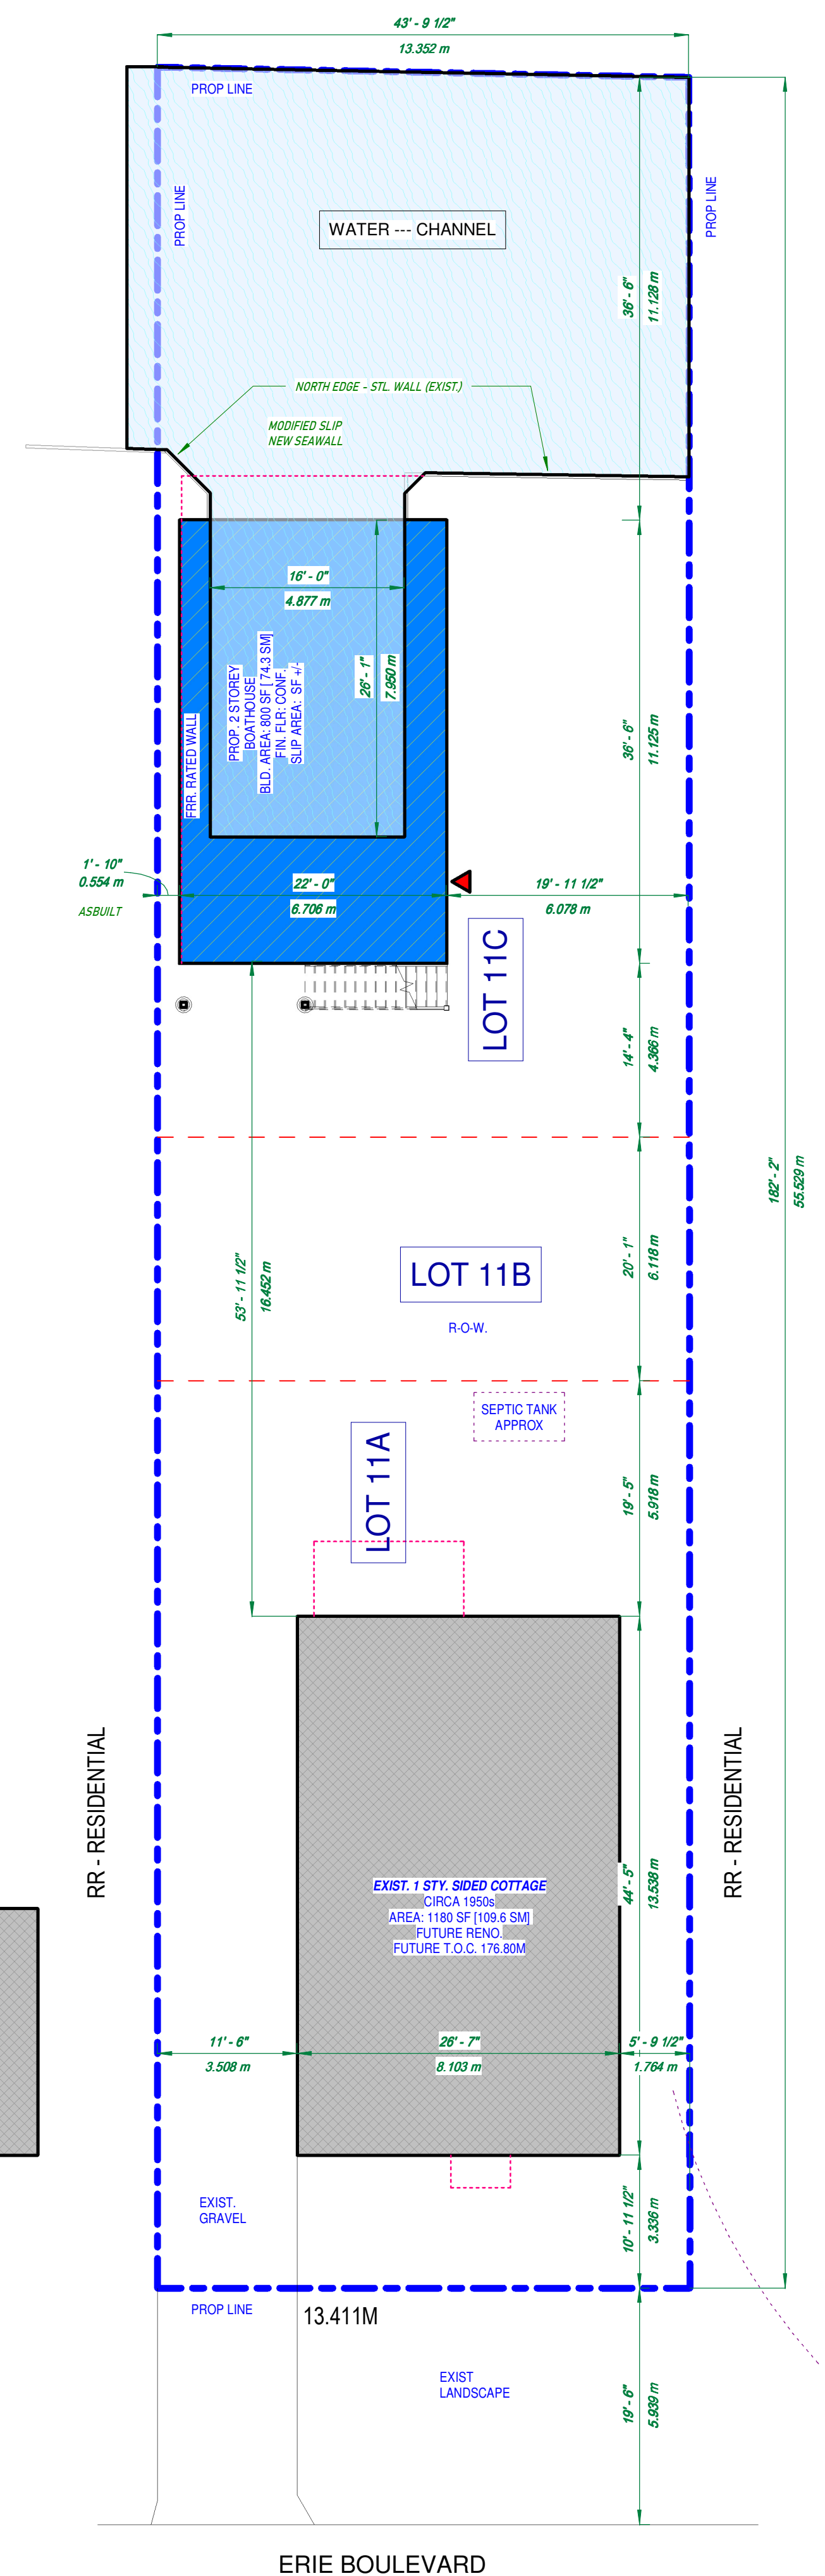 43' - 9 1/2"
13.352 m
PROP LINE
PROP LINE
PROP LINE
WATER --- CHANNEL
36' - 6"
11.128 m
NORTH EDGE - STL. WALL (EXIST.)
MODIFIED SLIP
NEW SEAWALL
16' - 0"
4.877 m
26' - 1"
7.950 m
PROP. 2 STOREY
BOATHOUSE
BLD. AREA: 800 SF [ 74.3 SM]
FIN. FLR: CONF.
SLIP AREA:  SF +/-
FRR. RATED WALL
36' - 6"
11.125 m
1' - 10"
0.554 m
ASBUILT
22' - 0"
6.706 m
19' - 11 1/2"
6.078 m
LOT 11C
14' - 4"
4.366 m
182' - 2"
55.529 m
53' - 11 1/2"
16.452 m
20' - 1"
6.118 m
LOT 11B
R-O-W.
SEPTIC TANK
APPROX
LOT 11A
19' - 5"
5.918 m
RR - RESIDENTIAL
RR - RESIDENTIAL
EXIST. 1 STY. SIDED COTTAGE
CIRCA 1950s
AREA: 1180 SF [109.6 SM]
FUTURE RENO.
FUTURE T.O.C. 176.80M
44' - 5"
13.538 m
11' - 6"
3.508 m
26' - 7"
8.103 m
5' - 9 1/2"
1.764 m
EXIST.
GRAVEL
10' - 11 1/2"
3.336 m
PROP LINE
13.411M
EXIST
LANDSCAPE
19' - 6"
5.939 m
ERIE BOULEVARD